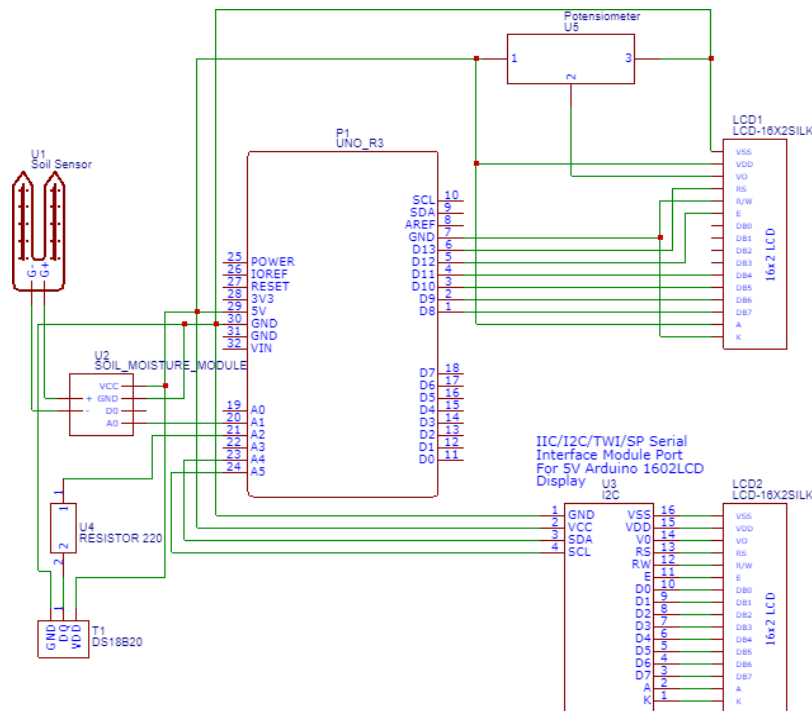 Potensiometer
U5
1
3
2
LCD1
LCD-16X2SILK
VSS
VDD
VO
RS
R/W
E
DB0
DB1
DB2
DB3
DB4
DB5
DB6
DB7
A
K
16x2 LCD
P1
UNO_R3
SCL 10
SDA 9
AREF 8
GND 7
D13 6
D12 5
D11 4
D10 3
D9 2
D8 1
25 POWER
26 IOREF
27 RESET
28 3V3
29 5V
30 GND
31 GND
32 VIN
D7 18
D6 17
D5 16
D4 15
D3 14
D2 13
D1 12
D0 11
19 A0
20 A1
21 A2
22 A3
23 A4
24 A5
U1
Soil Sensor
G-
G+
U2
SOIL_MOISTURE_MODULE
VCC
+ GND
- D0
A0
1
1
U4
RESISTOR 220
2
2
1
GND
DQ
VDD
T1
DS18B20
IIC/I2C/TWI/SP Serial
Interface Module Port
For 5V Arduino 1602LCD
Display
U3
I2C
1 GND
2 VCC
3 SDA
4 SCL
VSS 16
VDD 15
V0 14
RS 13
RW 12
E 11
D0 10
D1 9
D2 8
D3 7
D4 6
D5 5
D6 4
D7 3
A 2
K 1
LCD2
LCD-16X2SILK
VSS
VDD
VO
RS
R/W
E
DB0
DB1
DB2
DB3
DB4
DB5
DB6
DB7
A
K
16x2 LCD